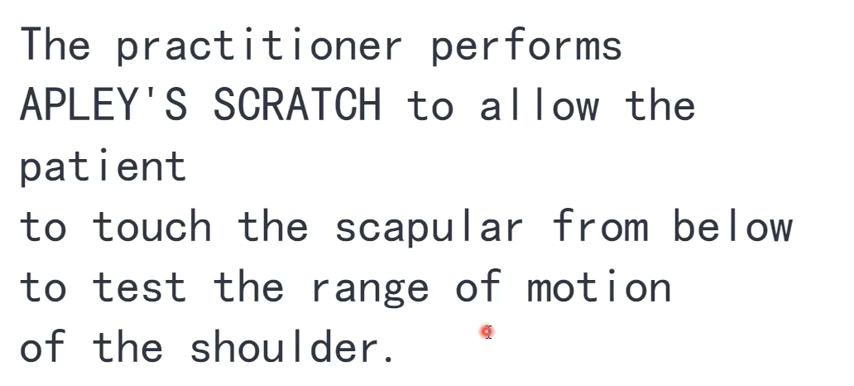 The practitioner performs
APLEY'S SCRATCH to allow the
patient
to touch the scapular from below
to test the range of motion
of the shoulder.